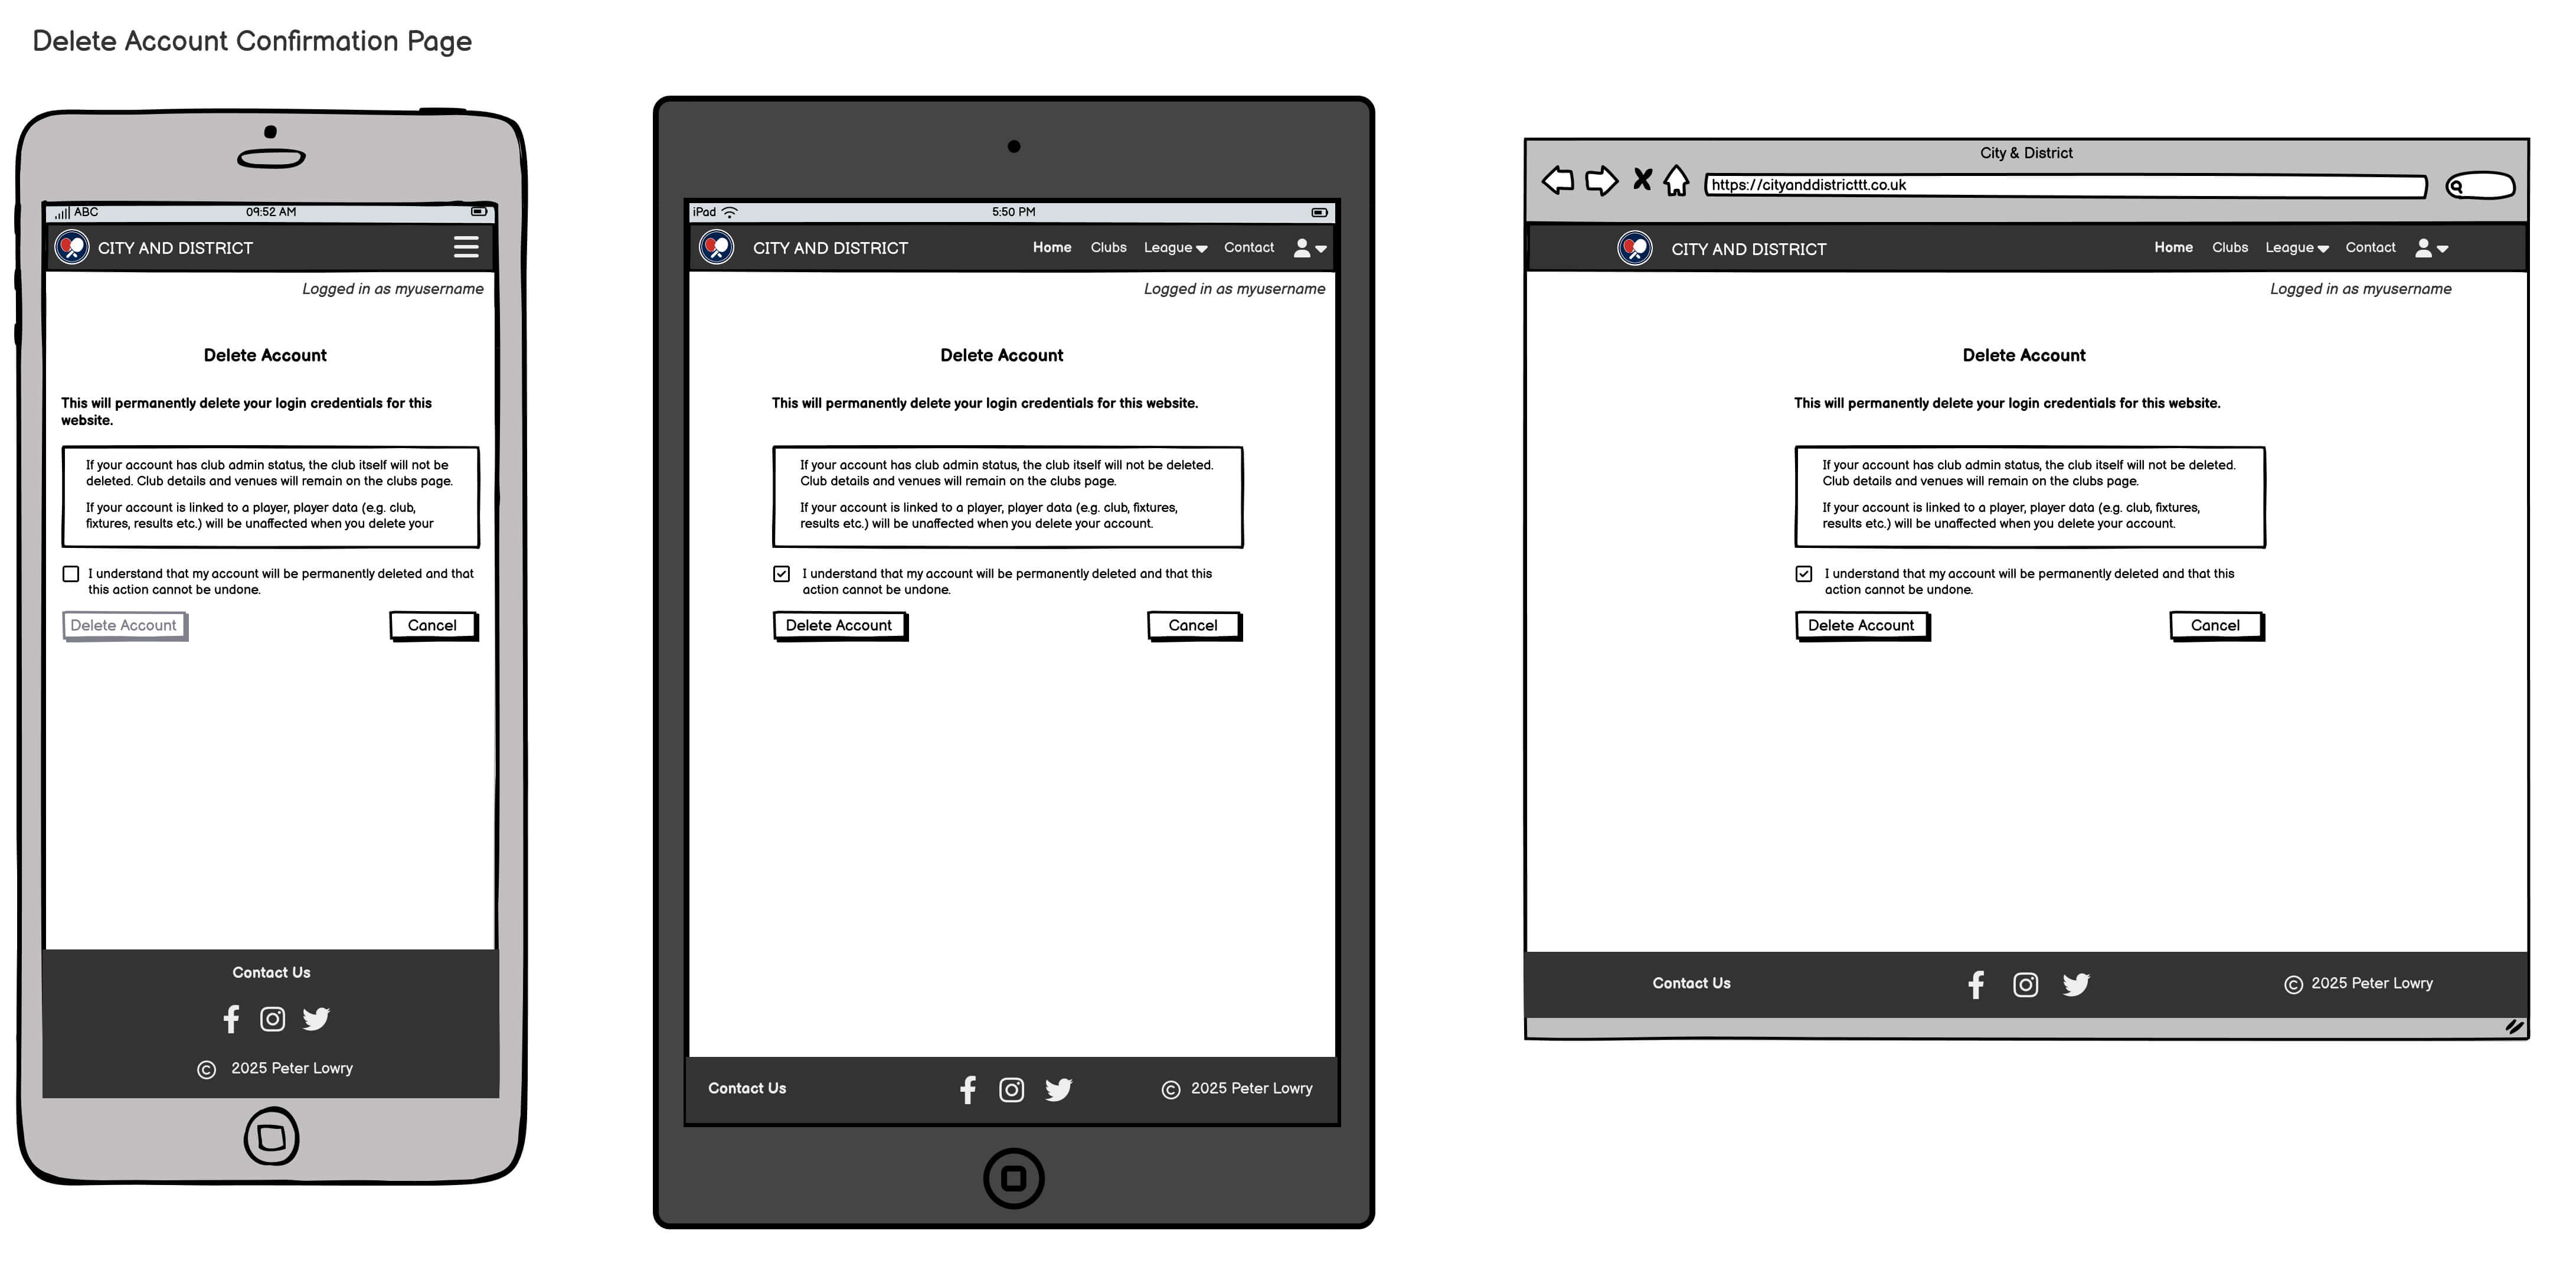 Delete Account Confirmation Page
ABC
09:52 AM
CITY AND DISTRICT
Logged in as myusername
Delete Account
This will permanently delete your login credentials for this
website.
If your account has club admin status, the club itself will not be
deleted. Club details and venues will remain on the clubs page.
If your account is linked to a player, player data (e.g. club,
fixtures, results etc.) will be unaffected when you delete your
I understand that my account will be permanently deleted and that
this action cannot be undone.
Delete Account
Cancel
Contact Us
© 2025 Peter Lowry
iPad
5:50 PM
CITY AND DISTRICT
Home Clubs League Contact
Logged in as myusername
Delete Account
This will permanently delete your login credentials for this website.
If your account has club admin status, the club itself will not be deleted.
Club details and venues will remain on the clubs page.
If your account is linked to a player, player data (e.g. club, fixtures,
results etc.) will be unaffected when you delete your account.
I understand that my account will be permanently deleted and that this
action cannot be undone.
Delete Account
Cancel
Contact Us
© 2025 Peter Lowry
City & District
https://cityanddistricttt.co.uk
CITY AND DISTRICT
Home Clubs League Contact
Logged in as myusername
Delete Account
This will permanently delete your login credentials for this website.
If your account has club admin status, the club itself will not be deleted.
Club details and venues will remain on the clubs page.
If your account is linked to a player, player data (e.g. club, fixtures,
results etc.) will be unaffected when you delete your account.
I understand that my account will be permanently deleted and that this
action cannot be undone.
Delete Account
Cancel
Contact Us
© 2025 Peter Lowry